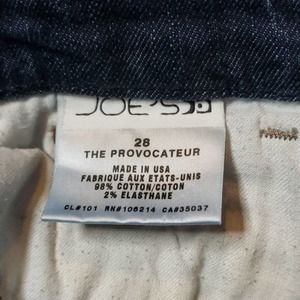 JOE'S
28
THE PROVOCATEUR
MADE IN USA
FABRIQUE AUX ETATS-UNIS
98% COTTON/COTON
2% ELASTHANE
CL#101 RN#106214 CA#35037